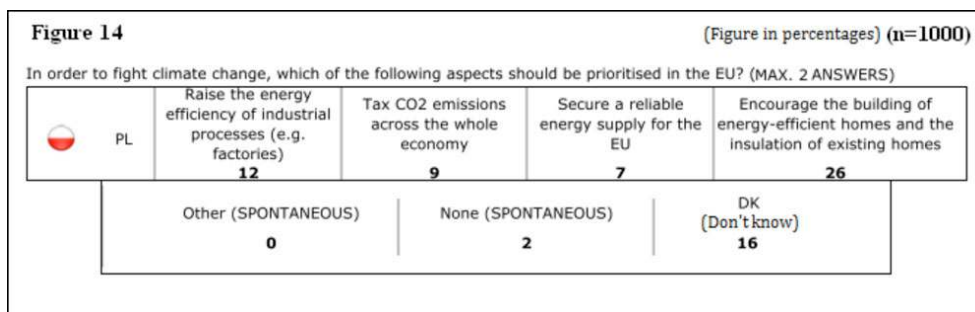 Figure 14 (Figure in percentages) (n=1000)
In order to fight climate change, which of the following aspects should be prioritised in the EU? (MAX. 2 ANSWERS)
PL
Raise the energy
efficiency of industrial
processes (e.g.
factories)
12
Tax CO2 emissions
across the whole
economy
9
Secure a reliable
energy supply for the
EU
7
Encourage the building of
energy-efficient homes and the
insulation of existing homes
26
Other (SPONTANEOUS)
0
None (SPONTANEOUS)
2
DK
(Don't know)
16